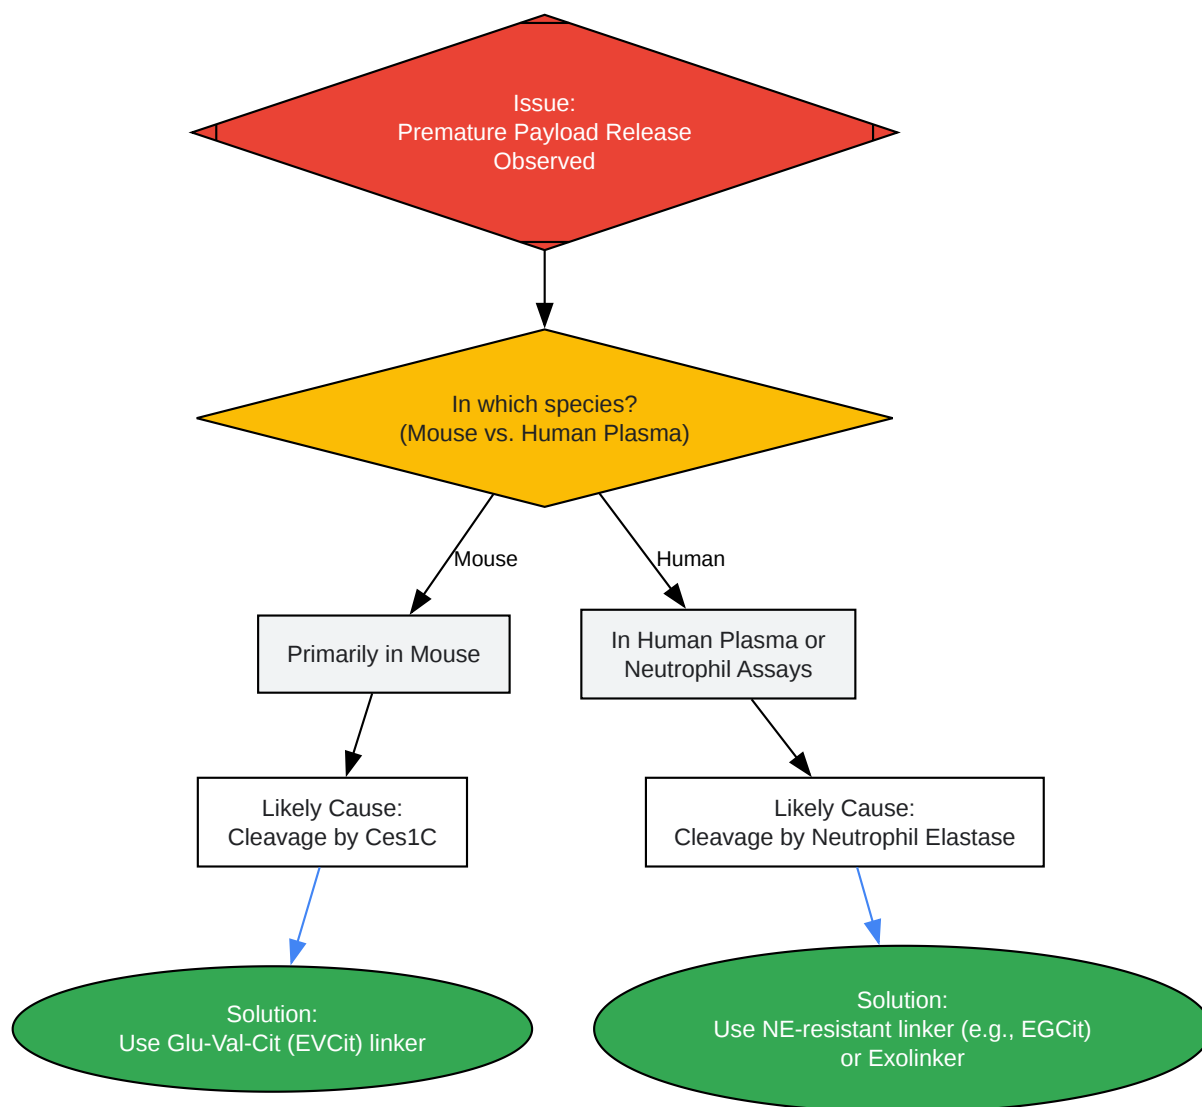 Issue:
Premature Payload Release
Observed
In which species?
(Mouse vs. Human Plasma)
Mouse
Human
Primarily in Mouse
In Human Plasma or
Neutrophil Assays
Likely Cause:
Cleavage by Ces1C
Likely Cause:
Cleavage by Neutrophil Elastase
Solution:
Use Glu-Val-Cit (EVCit) linker
Solution:
Use NE-resistant linker (e.g., EGCit)
or Exolinker